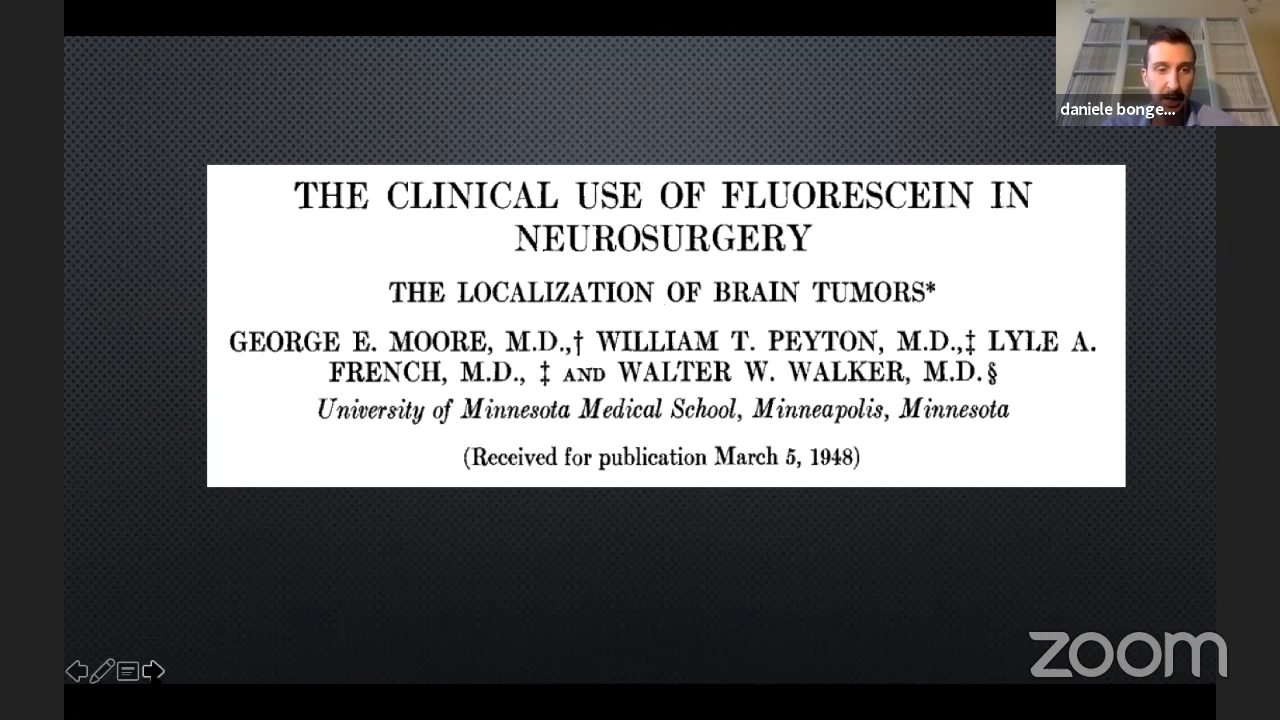 daniele bonge...
THE CLINICAL USE OF FLUORESCEIN IN
NEUROSURGERY
THE LOCALIZATION OF BRAIN TUMORS*
GEORGE E. MOORE, M.D.,† WILLIAM T. PEYTON, M.D.,‡ LYLE A.
FRENCH, M.D., ‡ AND WALTER W. WALKER, M.D.§
University of Minnesota Medical School, Minneapolis, Minnesota
(Received for publication March 5, 1948)
zoom